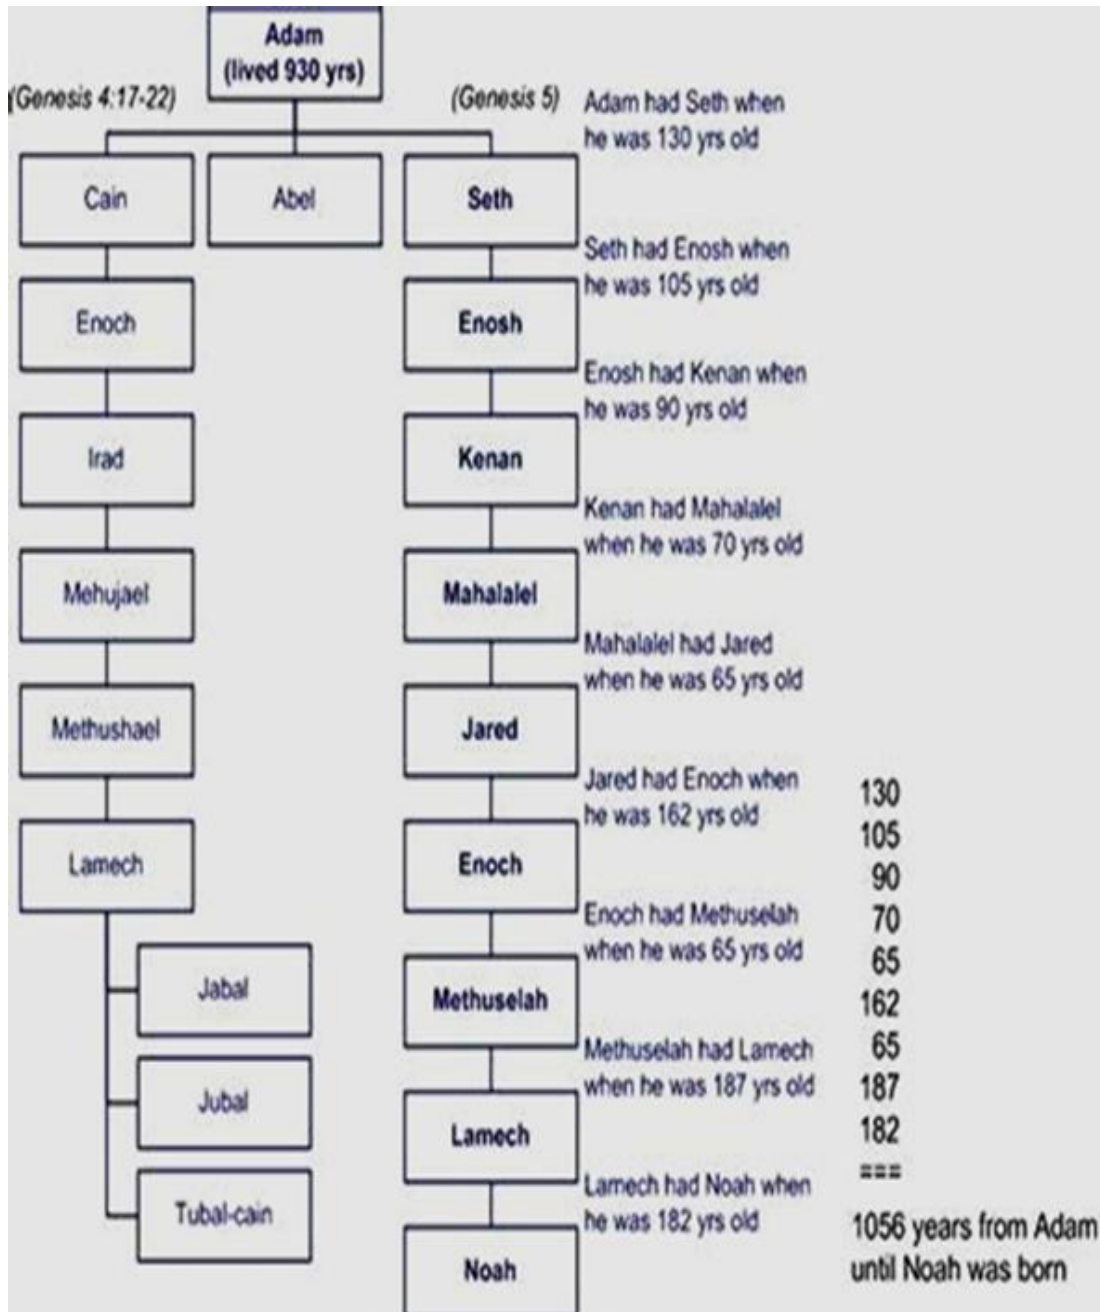 Adam
(lived 930 yrs)
(Genesis 4:17-22)
(Genesis 5)
Adam had Seth when
he was 130 yrs old
Cain
Abel
Seth
Seth had Enosh when
he was 105 yrs old
Enoch
Enosh
Enosh had Kenan when
he was 90 yrs old
Irad
Kenan
Kenan had Mahalalel
when he was 70 yrs old
Mehujael
Mahalalel
Mahalalel had Jared
when he was 65 yrs old
Methushael
Jared
Jared had Enoch when
he was 162 yrs old
Lamech
Enoch
Enoch had Methuselah
when he was 65 yrs old
Jabal
Methuselah
Methuselah had Lamech
when he was 187 yrs old
Jubal
Lamech
Lamech had Noah when
he was 182 yrs old
Tubal-cain
Noah
130
105
90
70
65
162
65
187
182
===
1056 years from Adam
until Noah was born